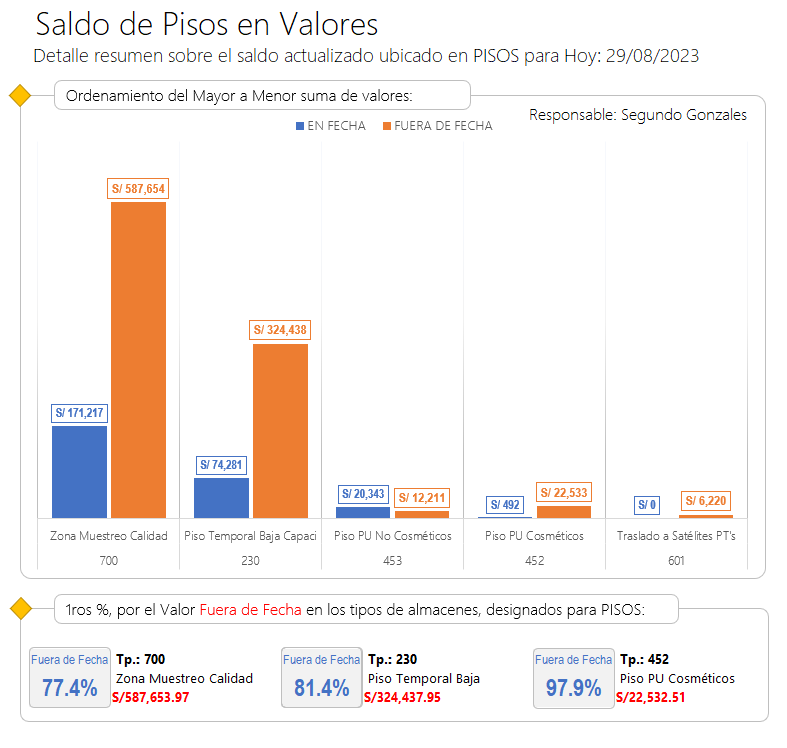 Saldo de Pisos en Valores
Detalle resumen sobre el saldo actualizado ubicado en PISOS para Hoy: 29/08/2023
Ordenamiento del Mayor a Menor suma de valores:
Responsable: Segundo Gonzales
EN FECHA FUERA DE FECHA
S/ 587,654
S/ 324,438
S/ 171,217
S/ 74,281
S/ 20,343 S/ 12,211
S/ 492 S/ 22,533
S/ 0 S/ 6,220
Zona Muestreo Calidad Piso Temporal Baja Capaci Piso PU No Cosméticos Piso PU Cosméticos Traslado a Satélites PT's
700 230 453 452 601
1ros %, por el Valor Fuera de Fecha en los tipos de almacenes, designados para PISOS:
Fuera de Fecha
77.4%
Tp.: 700
Zona Muestreo Calidad
S/587,653.97
Fuera de Fecha
81.4%
Tp.: 230
Piso Temporal Baja
S/324,437.95
Fuera de Fecha
97.9%
Tp.: 452
Piso PU Cosméticos
S/22,532.51